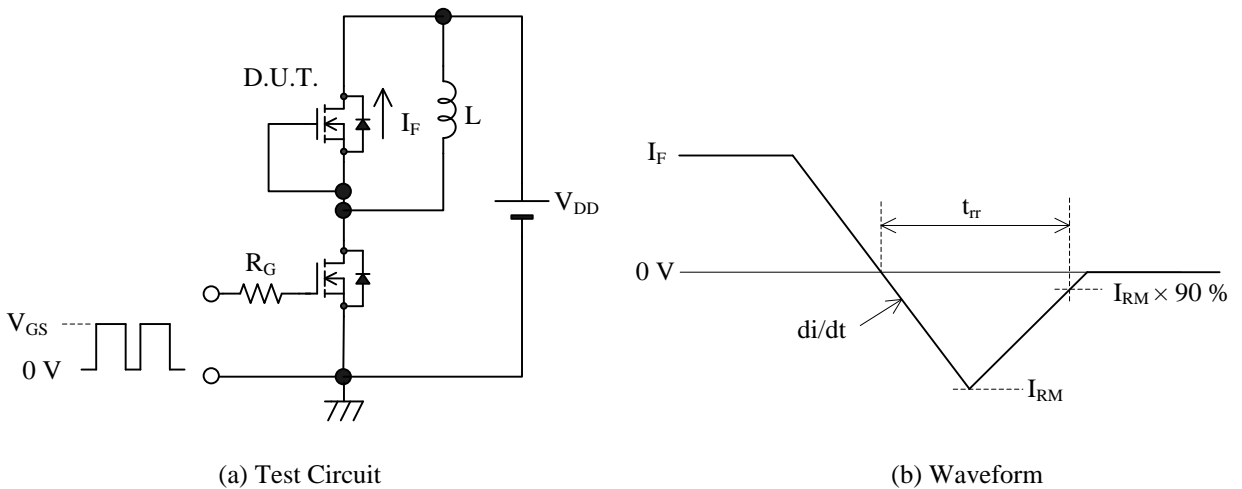 D.U.T.
I_F
L
V_DD
R_G
V_GS
0 V
(a) Test Circuit
I_F
t_rr
0 V
I_RM × 90 %
di/dt
I_RM
(b) Waveform